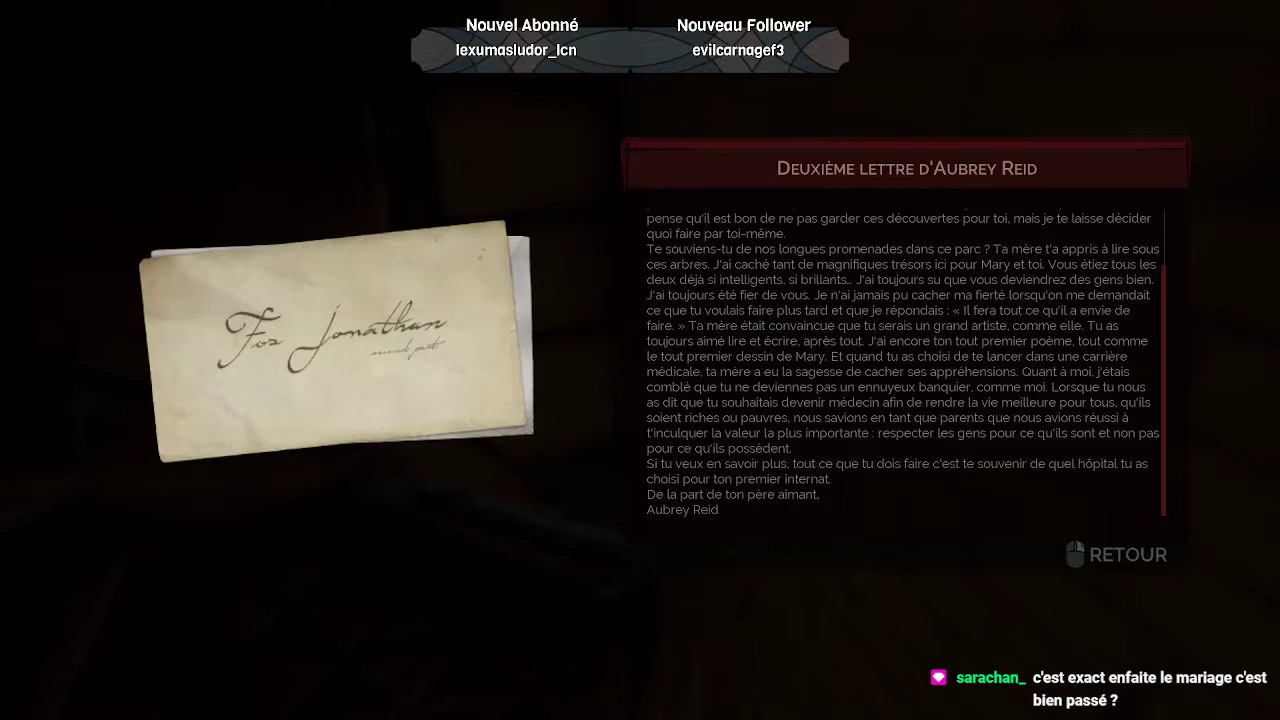 Nouvel Abonné
Nouveau Follower
lexumasludor_lcn
evilcarnagef3
Deuxième lettre d'Aubrey Reid
pense qu'il est bon de ne pas garder ces découvertes pour toi, mais je te laisse décider
quoi faire par toi-même.
Te souviens-tu de nos longues promenades dans ce parc ? Ta mère t'a appris à lire sous
ces arbres. J'ai caché tant de magnifiques trésors ici pour Mary et toi. Vous étiez tous les
deux déjà si intelligents, si brillants... J'ai toujours su que vous deviendrez des gens bien.
J'ai toujours été fier de vous. Je n'ai jamais pu cacher ma fierté lorsqu'on me demandait
ce que tu voulais faire plus tard et que je répondais : « Il fera tout ce qu'il a envie de
faire. » Ta mère était convaincue que tu serais un grand artiste, comme elle. Tu as
toujours aimé lire et écrire, après tout. J'ai encore ton tout premier poème, tout comme
le tout premier dessin de Mary. Et quand tu as choisi de te lancer dans une carrière
médicale, ta mère a eu la sagesse de cacher ses appréhensions. Quant à moi, j'étais
comblé que tu ne deviennes pas un ennuyeux banquier, comme moi. Lorsque tu nous
as dit que tu souhaitais devenir médecin afin de rendre la vie meilleure pour tous, qu'ils
soient riches ou pauvres, nous savions en tant que parents que nous avions réussi à
t'inculquer la valeur la plus importante : respecter les gens pour ce qu'ils sont et non pas
pour ce qu'ils possèdent.
Si tu veux en savoir plus, tout ce que tu dois faire c'est te souvenir de quel hôpital tu as
choisi pour ton premier internat.
De la part de ton père aimant,
Aubrey Reid
For Jonathan
second part
RETOUR
sarachan_ c'est exact enfaite le mariage c'est
bien passé ?